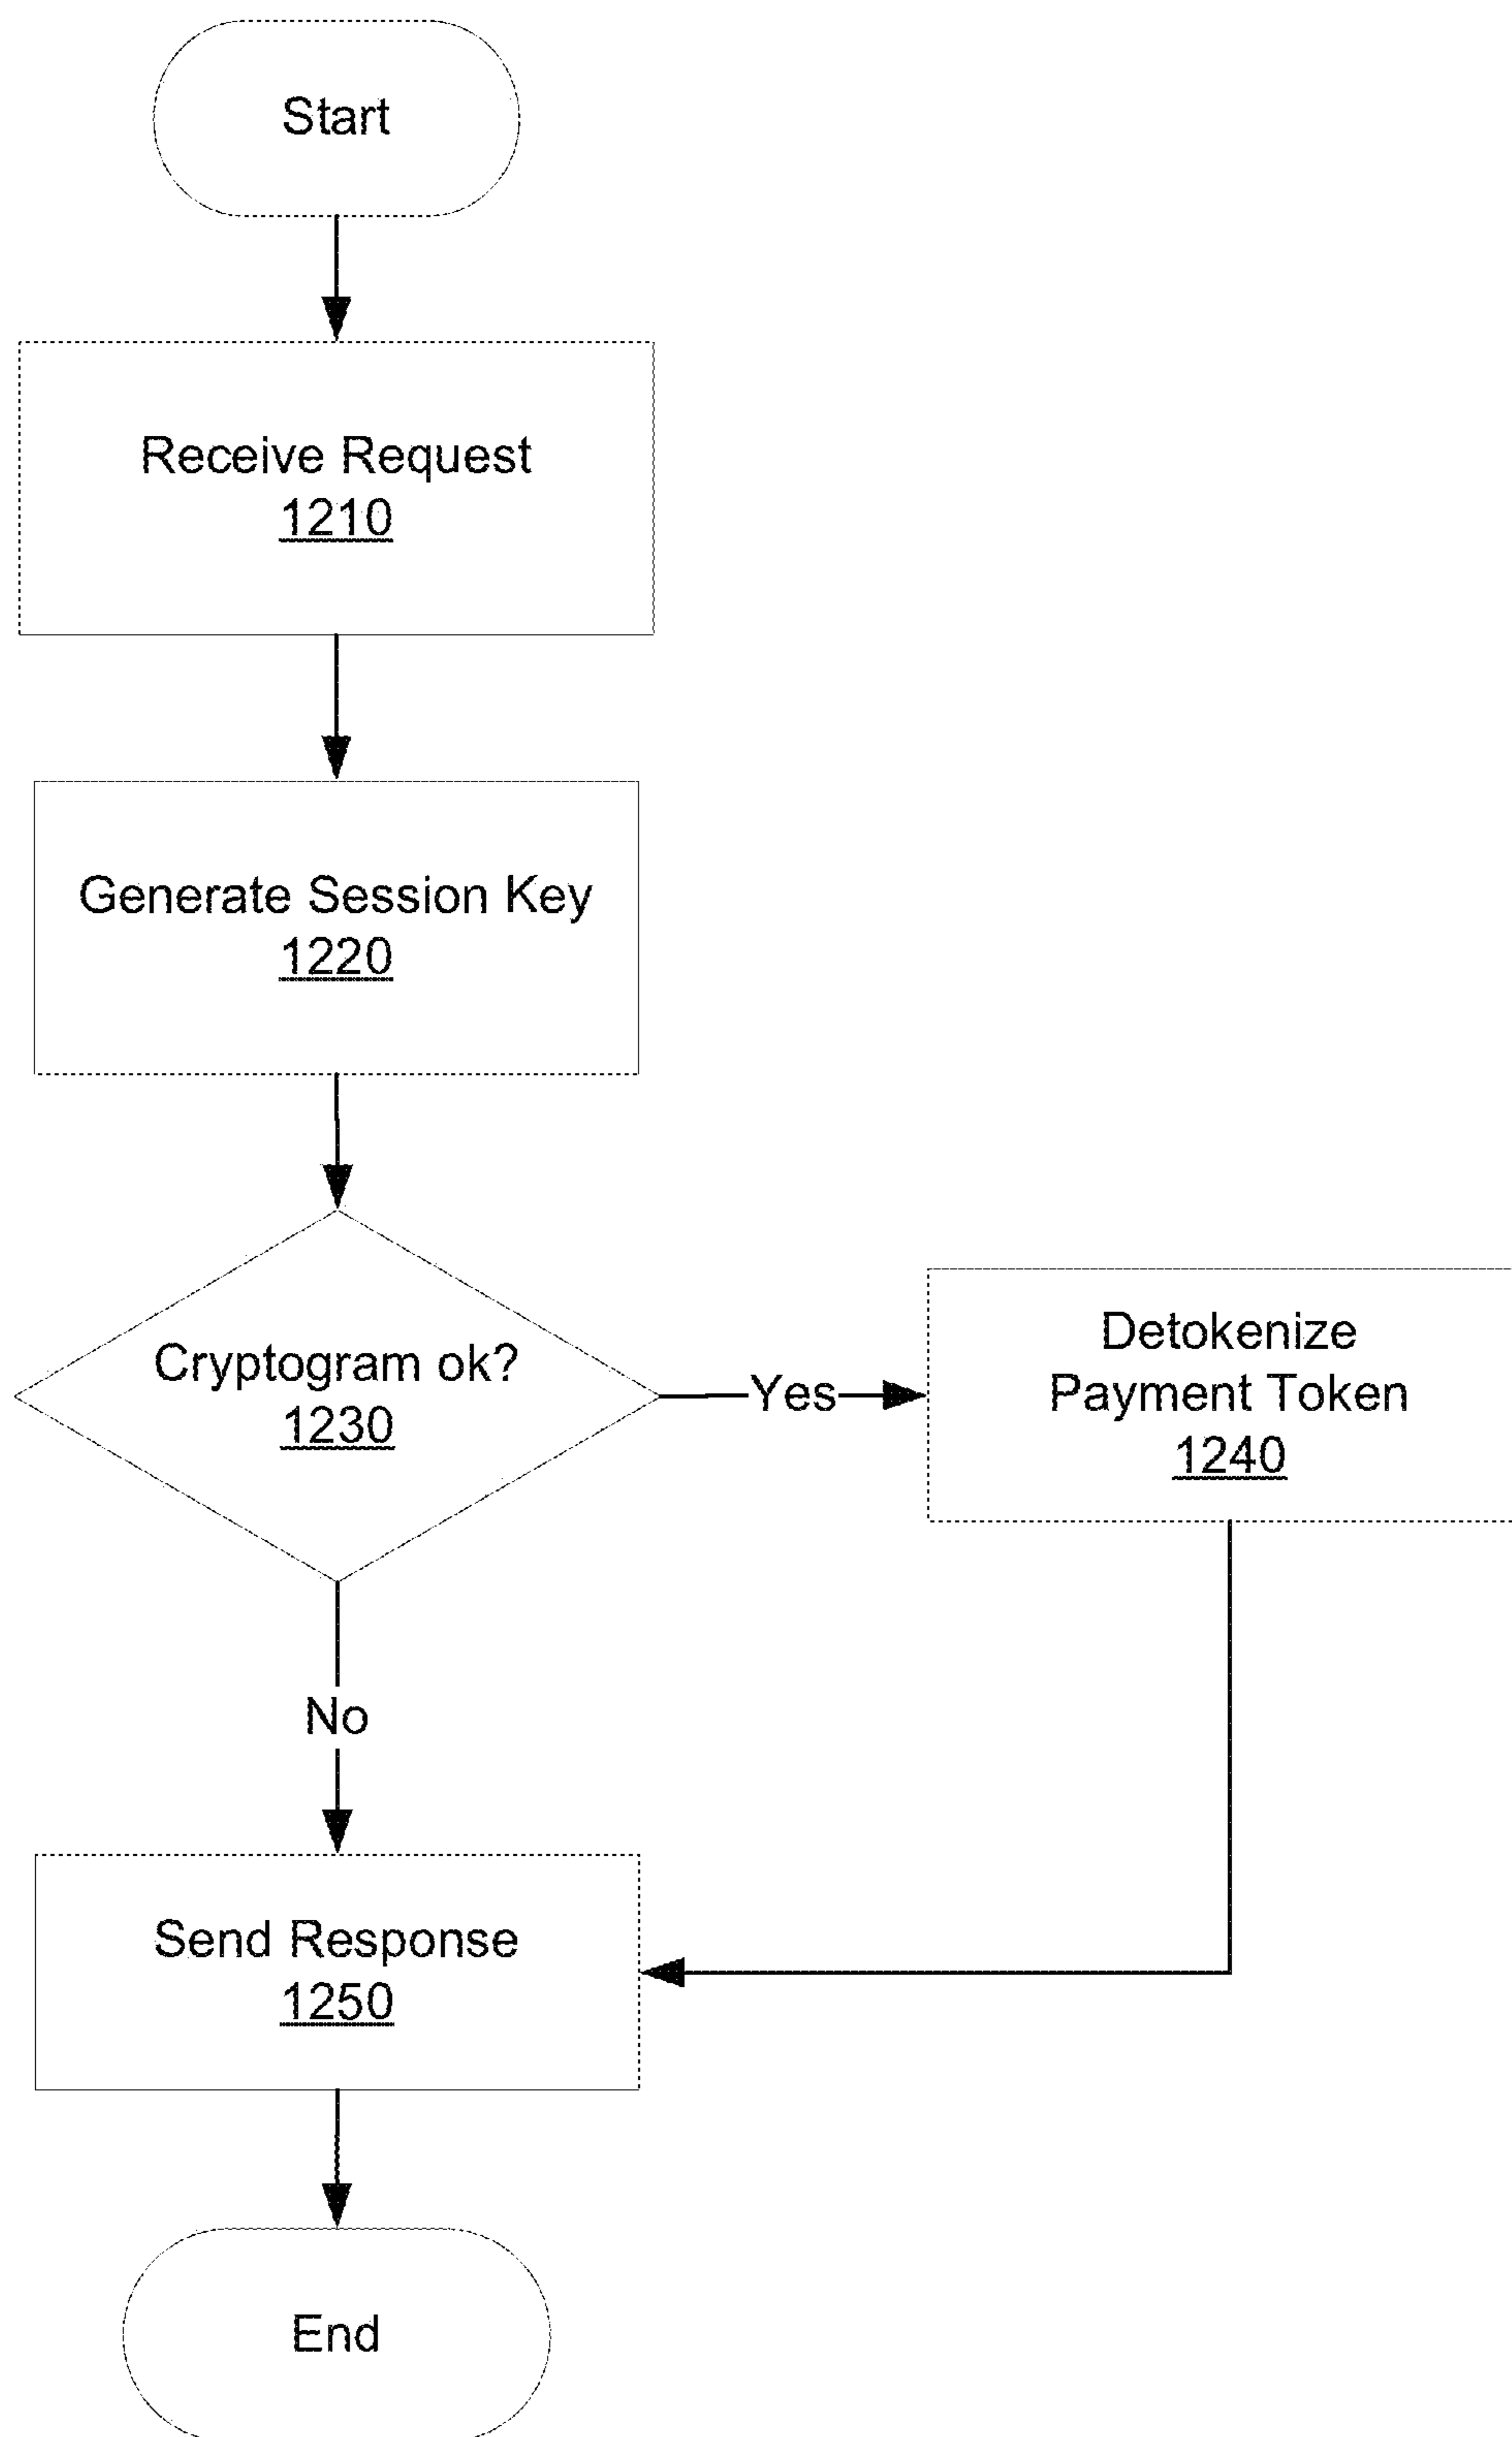 Start
Receive Request
1210
Generate Session Key
1220
Cryptogram ok?
1230
Yes
Detokenize
Payment Token
1240
No
Send Response
1250
End